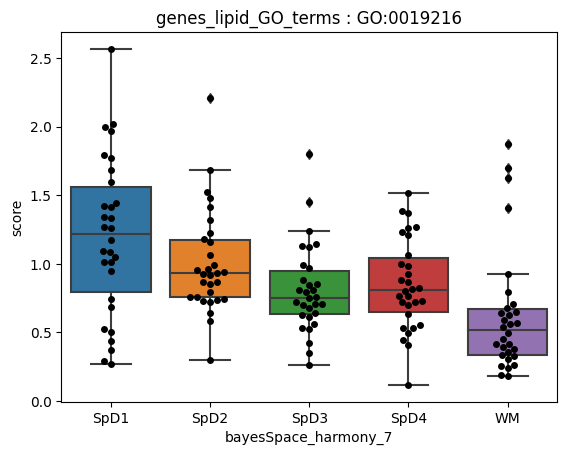 genes_lipid_GO_terms : GO:0019216
2.5
2.0
1.5
1.0
0.5
0.0
score
SpD1 SpD2 SpD3 SpD4 WM
bayesSpace_harmony_7